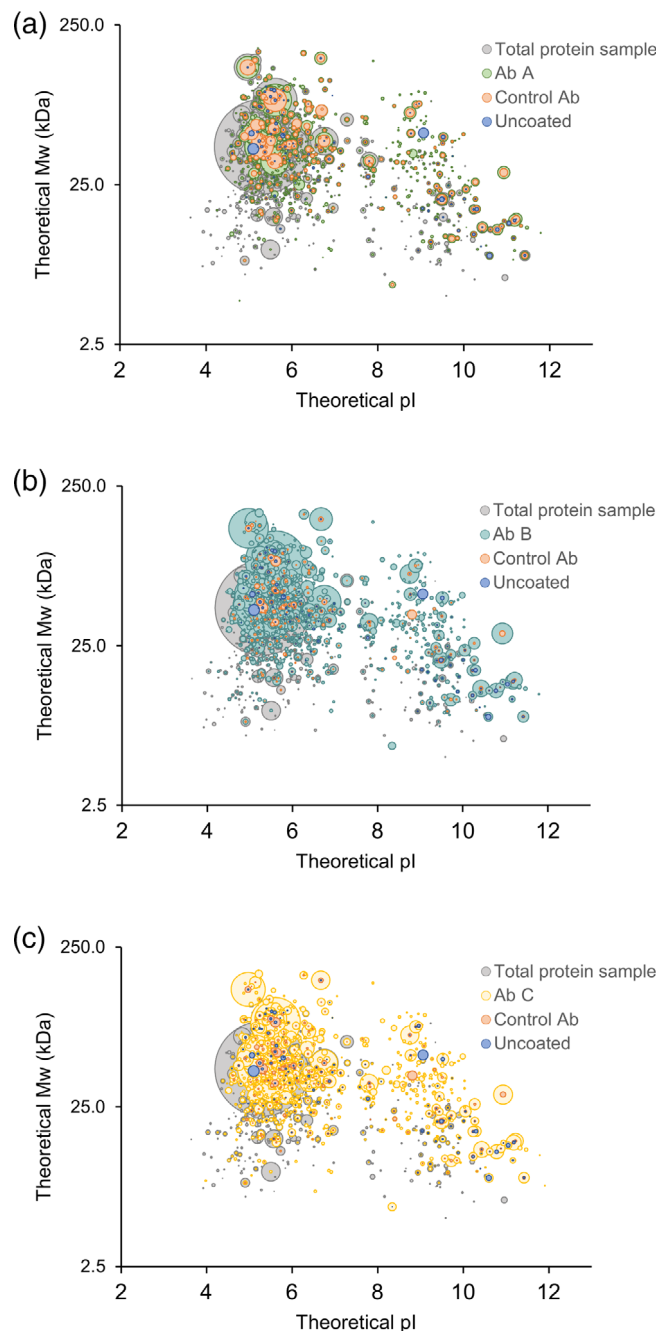 (a)
250.0
25.0
2.5
Theoretical Mw (kDa)
2
4
6
8
10
12
Theoretical pI
Total protein sample
Ab A
Control Ab
Uncoated
(b)
250.0
25.0
2.5
Theoretical Mw (kDa)
2
4
6
8
10
12
Theoretical pI
Total protein sample
Ab B
Control Ab
Uncoated
(c)
250.0
25.0
2.5
Theoretical Mw (kDa)
2
4
6
8
10
12
Theoretical pI
Total protein sample
Ab C
Control Ab
Uncoated